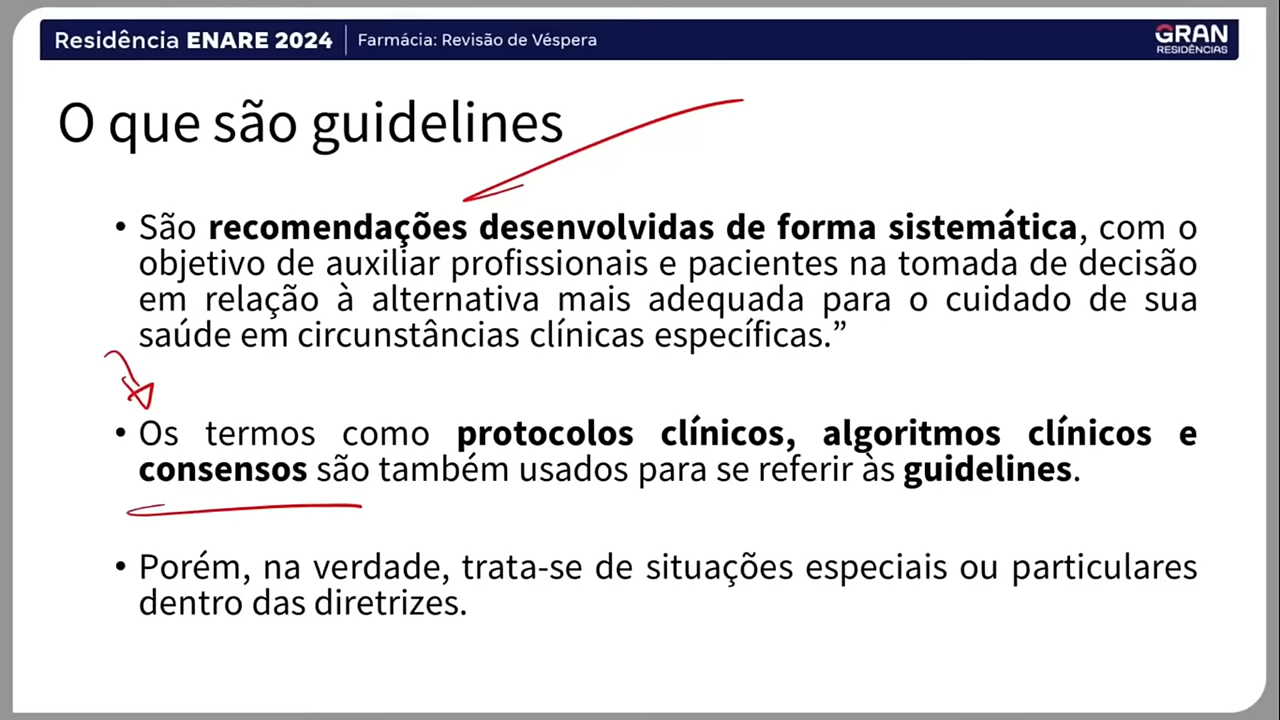 Residência ENARE 2024 | Farmácia: Revisão de Véspera
GRAN
RESIDÊNCIAS
O que são guidelines
• São recomendações desenvolvidas de forma sistemática, com o
objetivo de auxiliar profissionais e pacientes na tomada de decisão
em relação à alternativa mais adequada para o cuidado de sua
saúde em circunstâncias clínicas específicas.”
• Os termos como protocolos clínicos, algoritmos clínicos e
consensos são também usados para se referir às guidelines.
• Porém, na verdade, trata-se de situações especiais ou particulares
dentro das diretrizes.